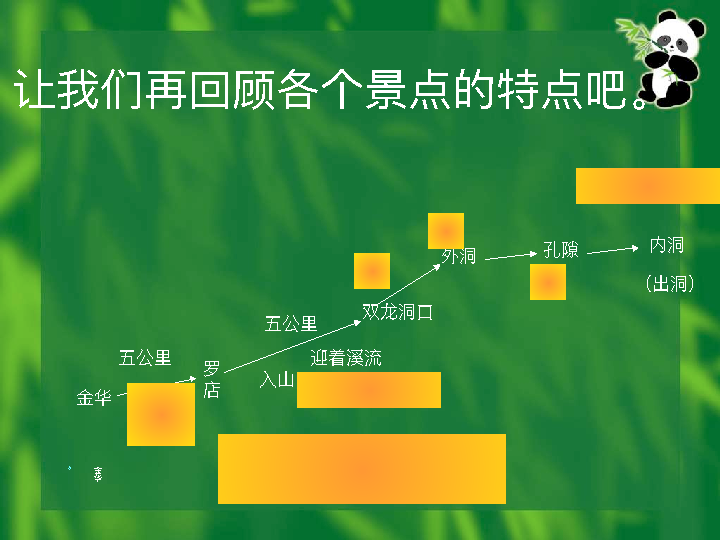 让我们再回顾各个景点的特点吧。
外洞
孔隙
内洞
（出洞）
双龙洞口
五公里
五公里
罗店
迎着溪流
入山
金华